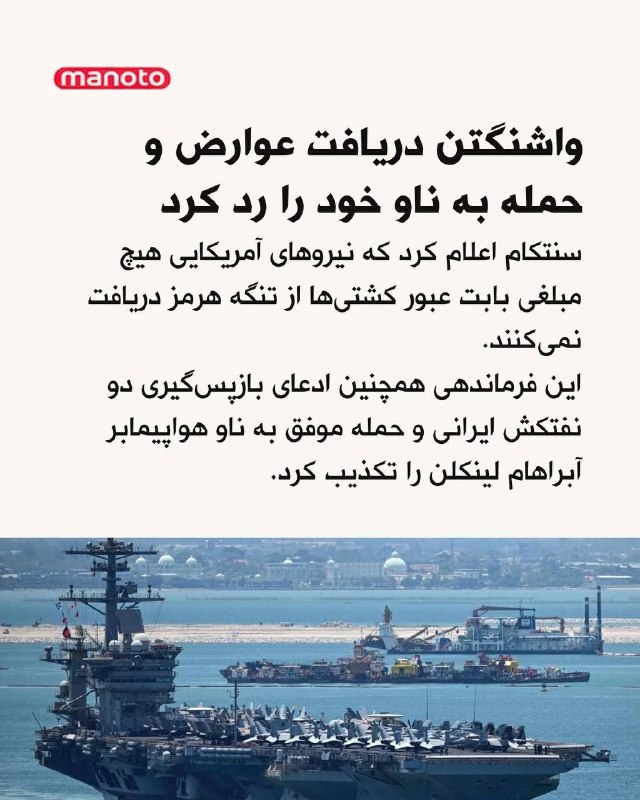 manoto
واشنگتن دریافت عوارض و
حمله به ناو خود را رد کرد
سنتکام اعلام کرد که نیروهای آمریکایی هیچ
مبلغی بابت عبور کشتی‌ها از تنگه هرمز دریافت
نمی‌کنند.
این فرماندهی همچنین ادعای بازپس‌گیری دو
نفتکش ایرانی و حمله موفق به ناو هواپیمابر
آبراهام لینکلن را تکذیب کرد.